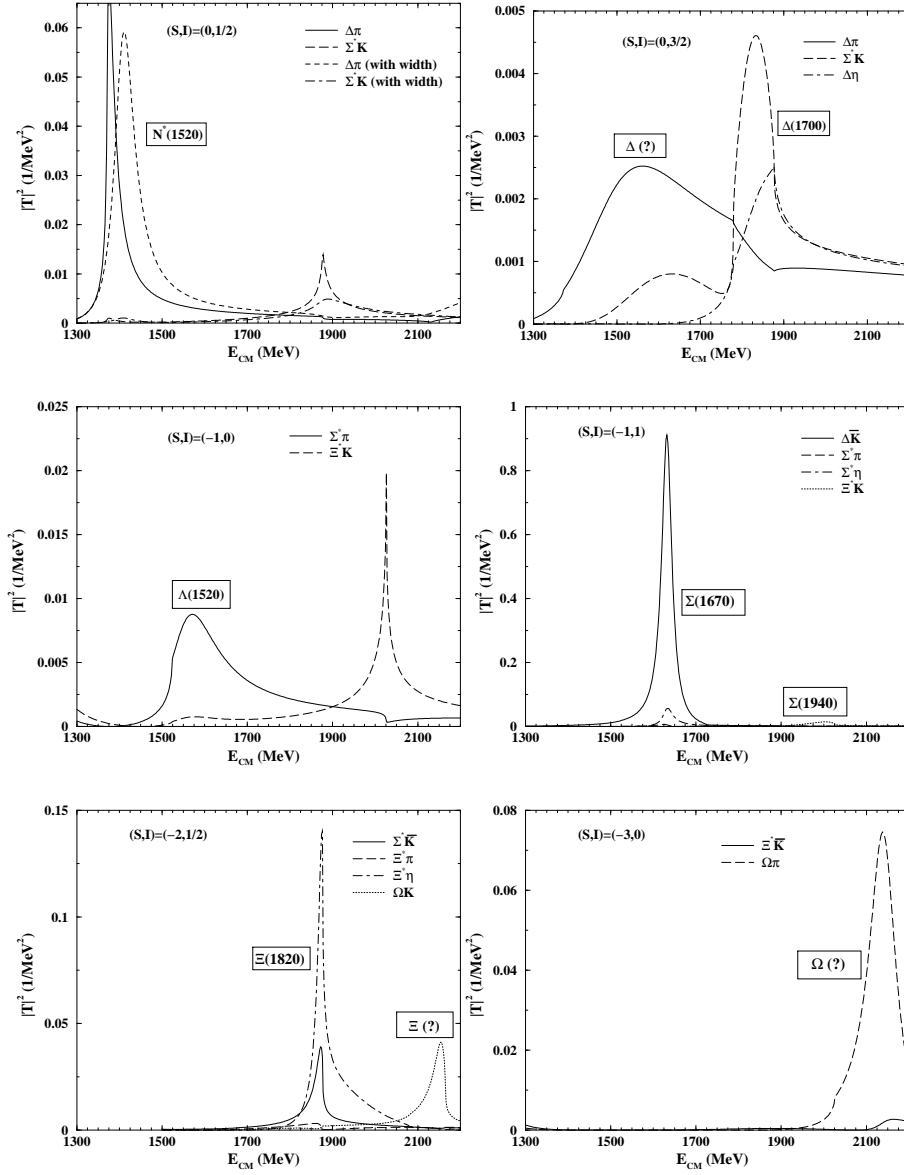 (S,I)=(0,1/2)
Δπ
Σ*K
Δπ (with width)
Σ*K (with width)
N*(1520)
|T|² (1/MeV²)
0.06
0.05
0.04
0.03
0.02
0.01
0
1300 1500 1700 1900 2100
E_CM (MeV)
(S,I)=(0,3/2)
Δπ
Σ*K
Δη
Δ (?)
Δ(1700)
|T|² (1/MeV²)
0.005
0.004
0.003
0.002
0.001
0
1300 1500 1700 1900 2100
E_CM (MeV)
(S,I)=(−1,0)
Σ*π
Ξ*K
Λ(1520)
|T|² (1/MeV²)
0.025
0.02
0.015
0.01
0.005
0
1300 1500 1700 1900 2100
E_CM (MeV)
(S,I)=(−1,1)
ΔK̅
Σ*π
Σ*η
Ξ*K
Σ(1670)
Σ(1940)
|T|² (1/MeV²)
1
0.8
0.6
0.4
0.2
0
1300 1500 1700 1900 2100
E_CM (MeV)
(S,I)=(−2,1/2)
Σ*K̅
Ξ*π
Ξ*η
ΩK
Ξ(1820)
Ξ (?)
|T|² (1/MeV²)
0.15
0.1
0.05
0
1300 1500 1700 1900 2100
E_CM (MeV)
(S,I)=(−3,0)
Ξ*K̅
Ωπ
Ω (?)
|T|² (1/MeV²)
0.08
0.06
0.04
0.02
0
1300 1500 1700 1900 2100
E_CM (MeV)